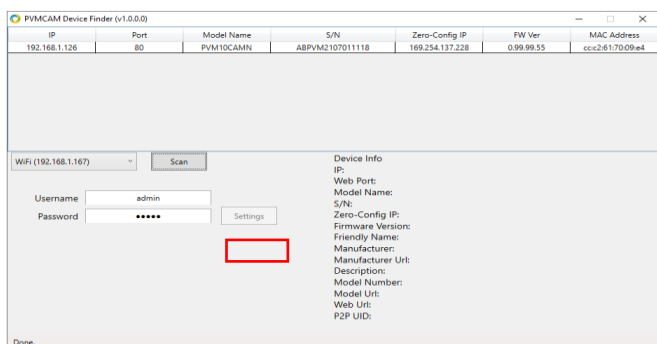 PVMCAM Device Finder (v1.0.0.0)
IP Port Model Name S/N Zero-Config IP FW Ver MAC Address
192.168.1.126 80 PVM10CAMN ABPVM2107011118 169.254.137.228 0.99.99.55 cc:c2:61:70:09:e4
WiFi (192.168.1.167) Scan
Username admin
Password ●●●●● Settings
Device Info
IP:
Web Port:
Model Name:
S/N:
Zero-Config IP:
Firmware Version:
Friendly Name:
Manufacturer:
Manufacturer Url:
Description:
Model Number:
Model Url:
Web Url:
P2P UID:
Done.